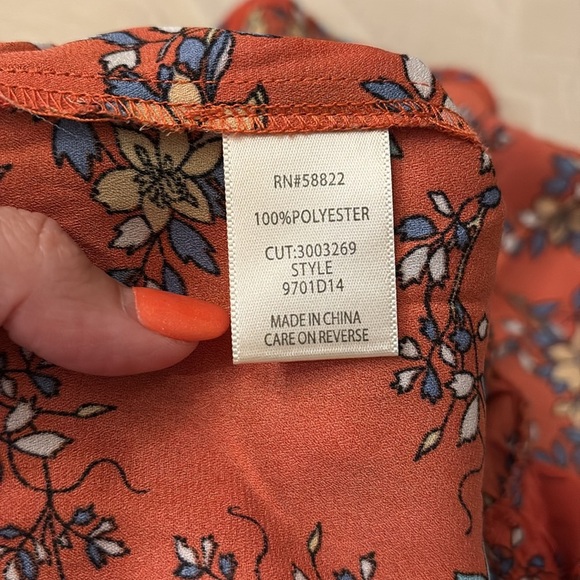 RN#58822
100%POLYESTER
CUT:3003269
STYLE
9701D14
MADE IN CHINA
CARE ON REVERSE